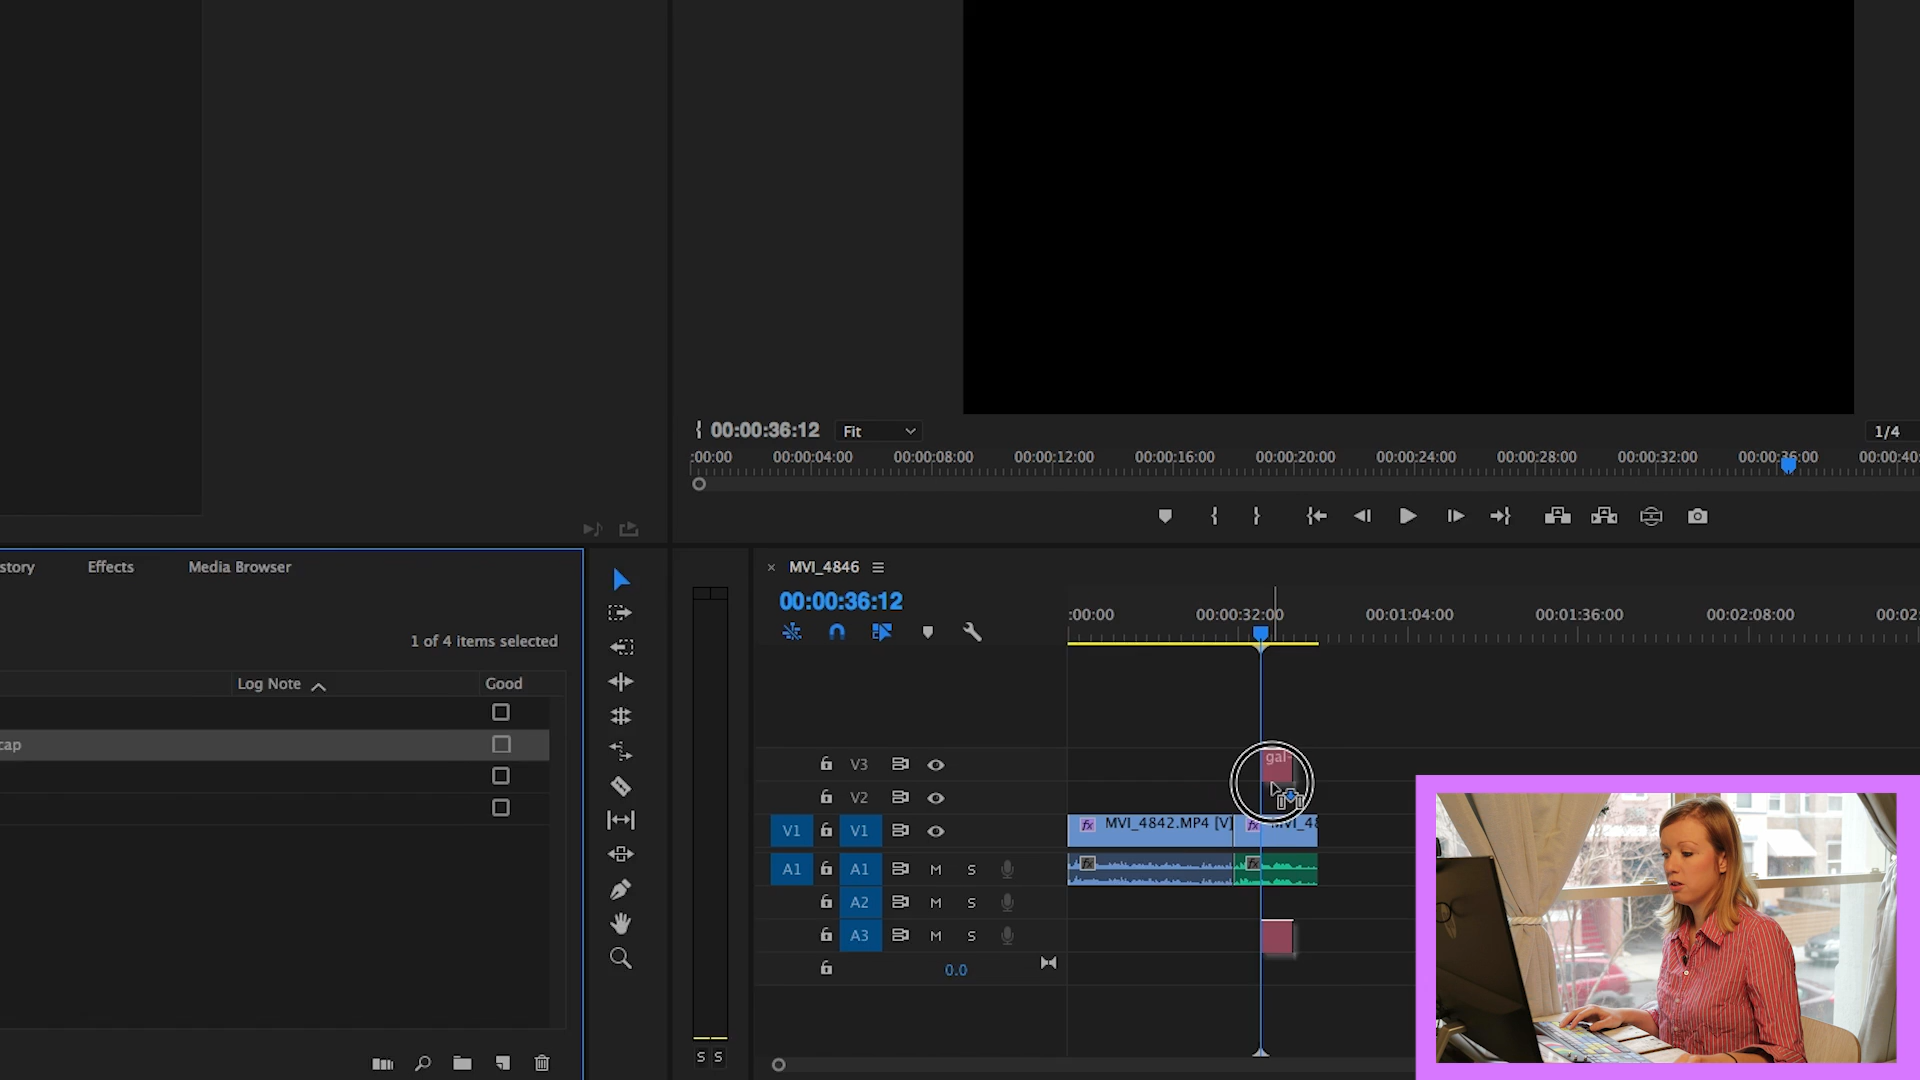 00:00:36:12 Fit 1/4
:00:00 00:00:04:00 00:00:08:00 00:00:12:00 00:00:16:00 00:00:20:00 00:00:24:00 00:00:28:00 00:00:32:00 00:00:36:00 00:00:40:
story Effects Media Browser
1 of 4 items selected
Log Note Good
cap
× MVI_4846
00:00:36:12
:00:00 00:00:32:00 00:01:04:00 00:01:36:00 00:02:08:00 00:02:
V3 gal-
V2
V1 V1 fx MVI_4842.MP4 [V] fx MVI_48
A1 A1 M S fx fx
A2 M S
A3 M S
0.0
S S